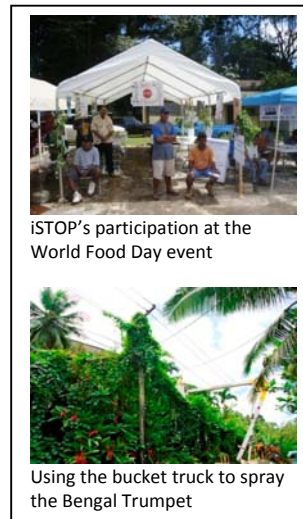 iSTOP’s participation at the
World Food Day event
Using the bucket truck to spray
the Bengal Trumpet